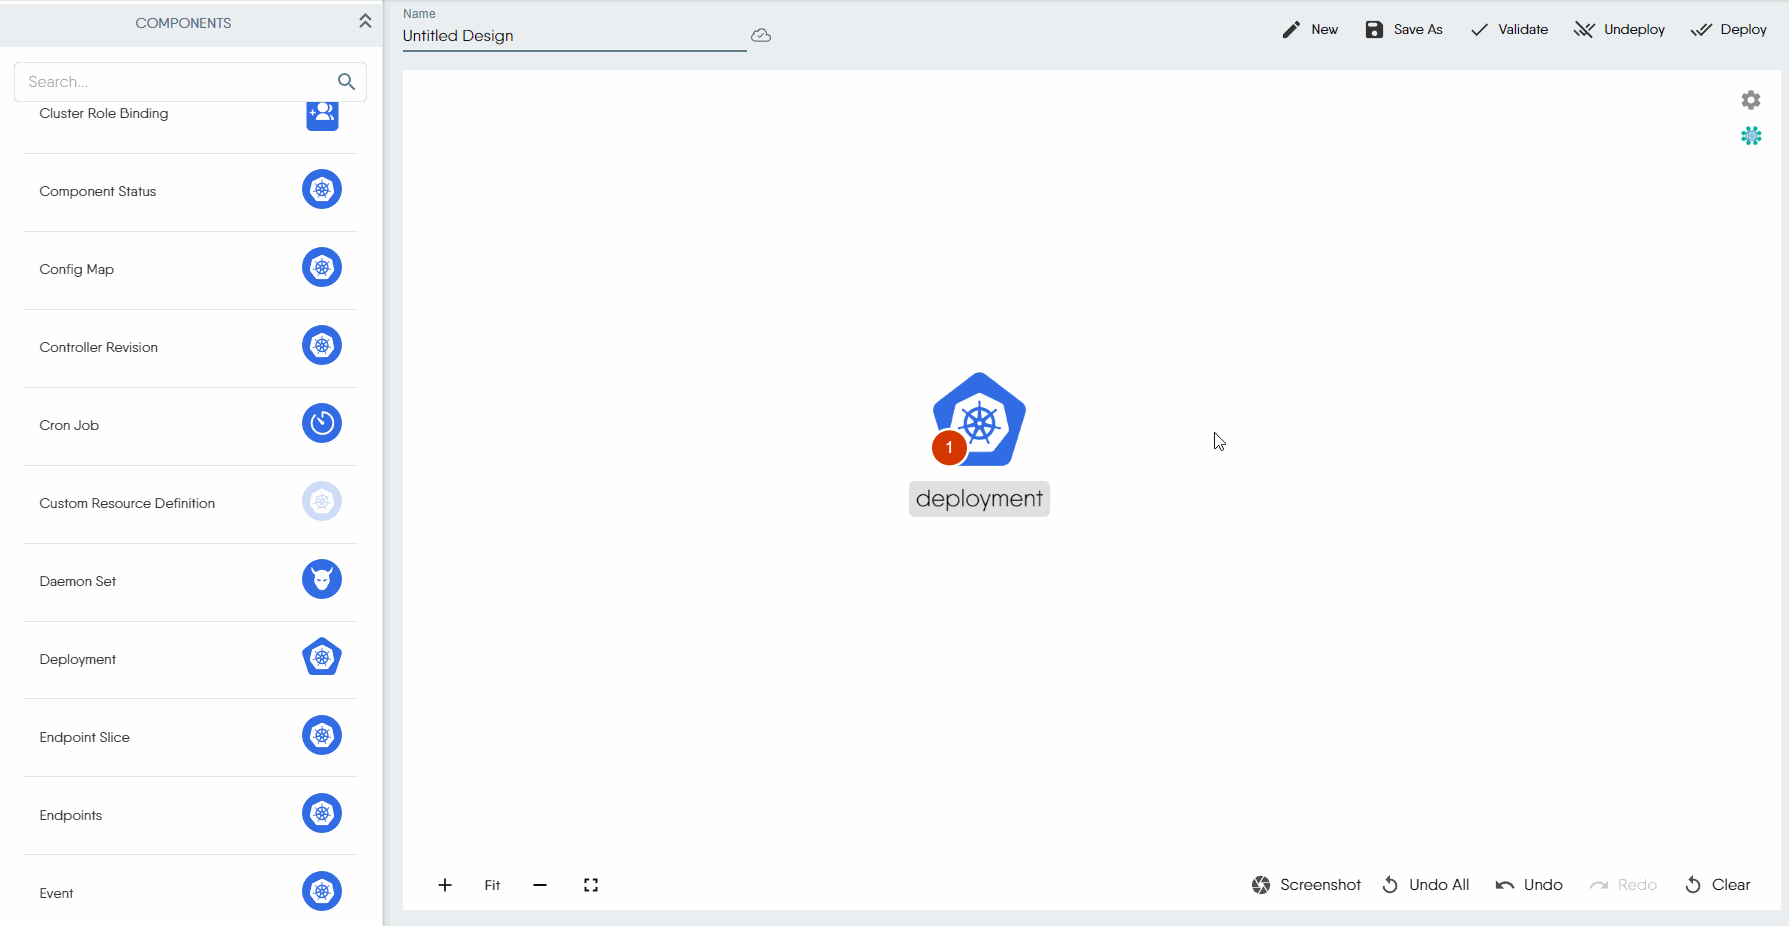 COMPONENTS
Search...
Cluster Role Binding
Component Status
Config Map
Controller Revision
Cron Job
Custom Resource Definition
Daemon Set
Deployment
Endpoint Slice
Endpoints
Event
Name
Untitled Design
New
Save As
Validate
Undeploy
Deploy
1
deployment
Fit
Screenshot
Undo All
Undo
Redo
Clear